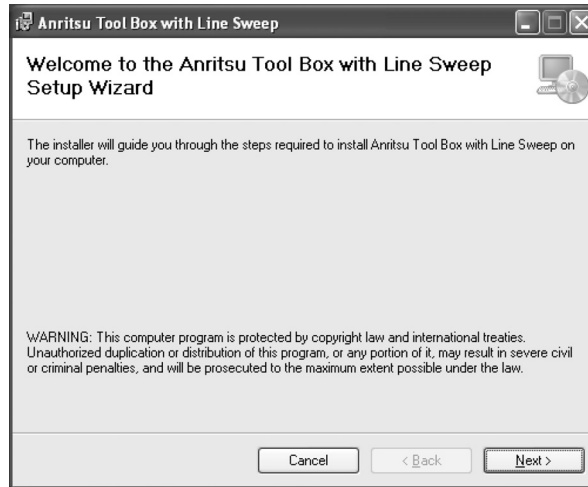 Anritsu Tool Box with Line Sweep
Welcome to the Anritsu Tool Box with Line Sweep
Setup Wizard
The installer will guide you through the steps required to install Anritsu Tool Box with Line Sweep on
your computer.
WARNING: This computer program is protected by copyright law and international treaties.
Unauthorized duplication or distribution of this program, or any portion of it, may result in severe civil
or criminal penalties, and will be prosecuted to the maximum extent possible under the law.
Cancel
< Back
Next >